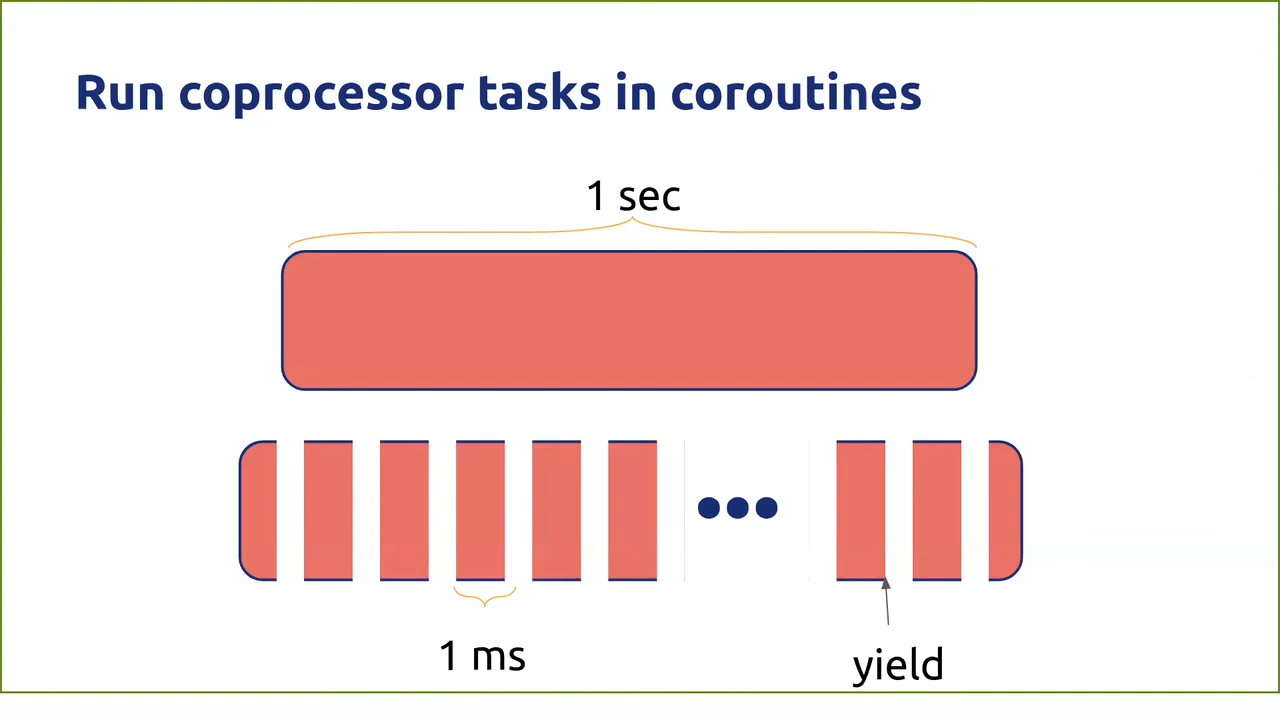 Run coprocessor tasks in coroutines
1 sec
1 ms
yield